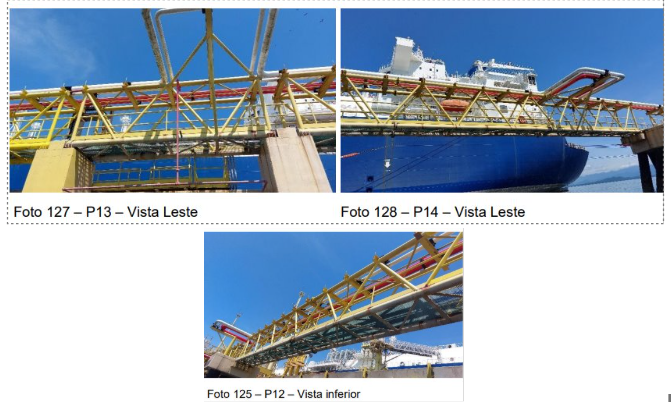 Foto 127 – P13 – Vista Leste
Foto 128 – P14 – Vista Leste
Foto 125 – P12 – Vista inferior